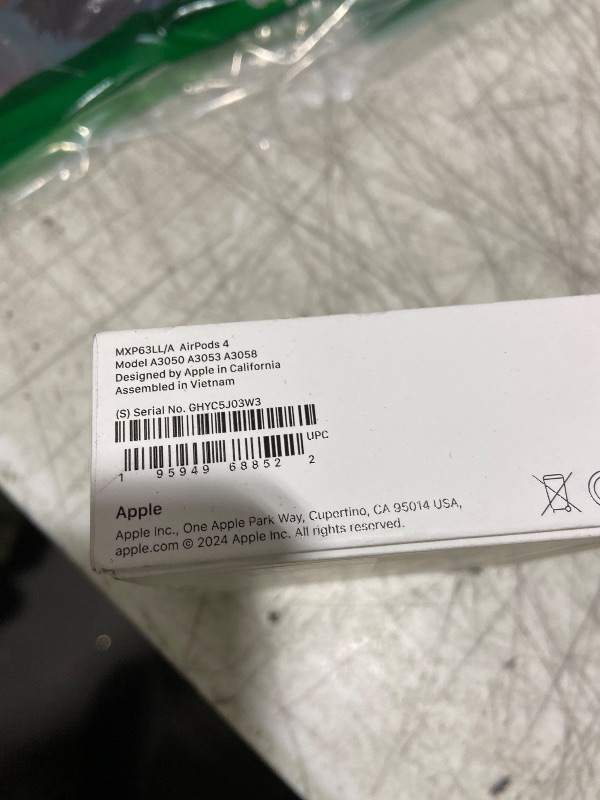 MXP63LL/A AirPods 4
Model A3050 A3053 A3058
Designed by Apple in California
Assembled in Vietnam
(S) Serial No. GHYC5J03W3
UPC
1 95949 68852 2
Apple
Apple Inc., One Apple Park Way, Cupertino, CA 95014 USA,
apple.com © 2024 Apple Inc. All rights reserved.